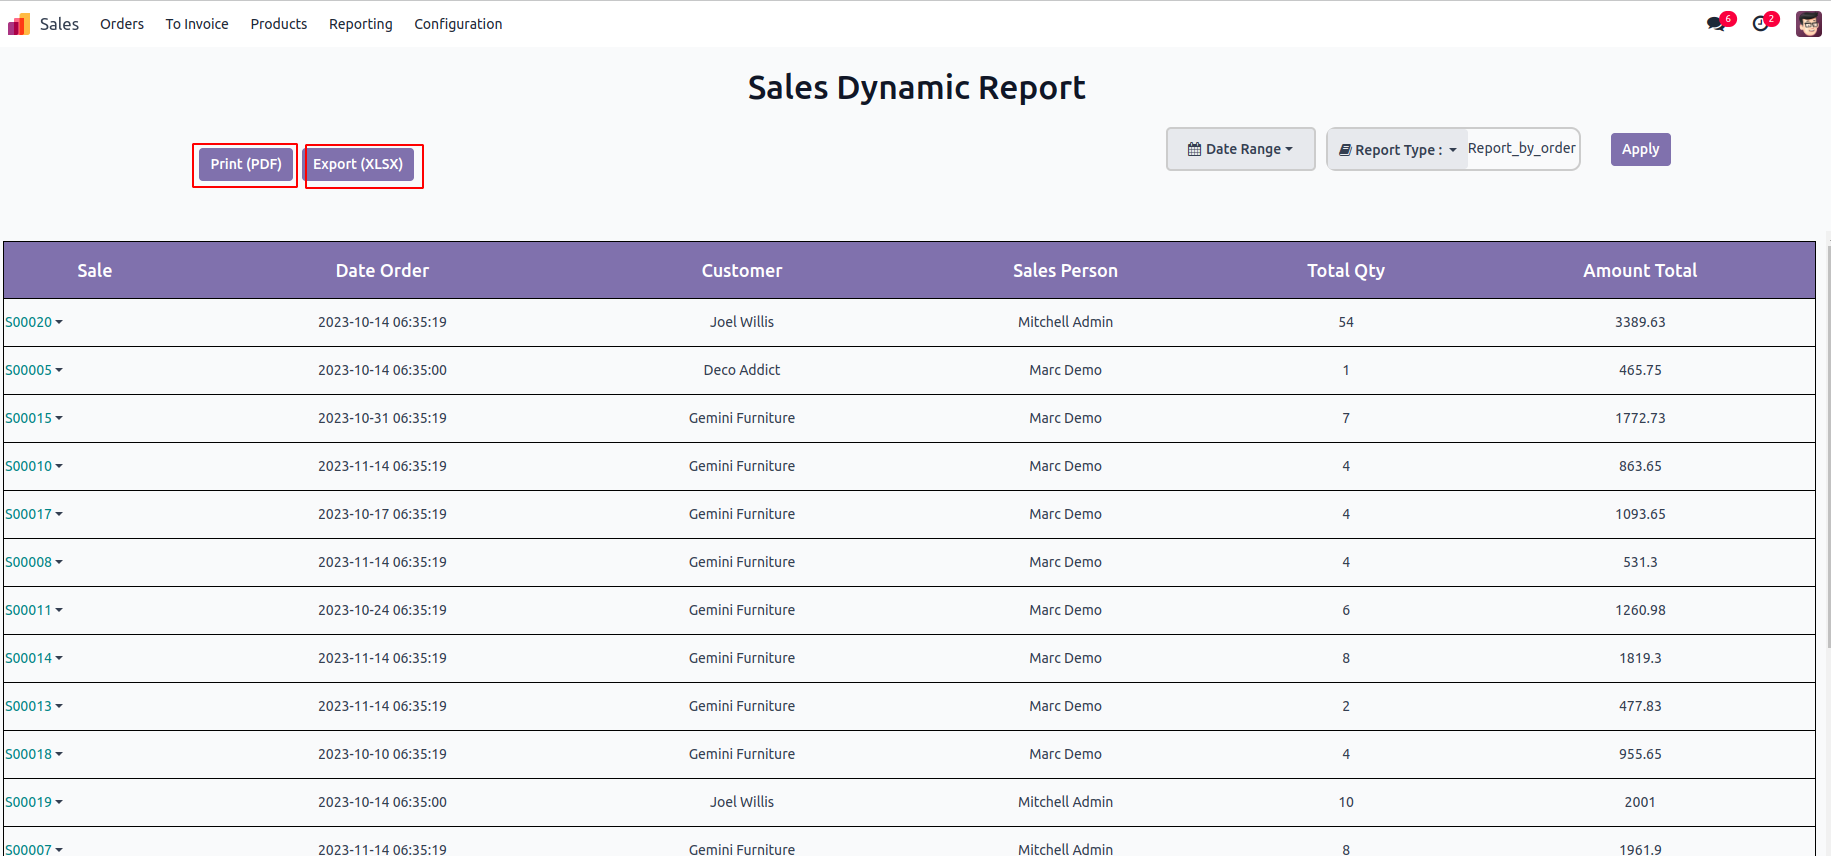 Sales Orders To Invoice Products Reporting Configuration 6 2
Sales Dynamic Report
Print (PDF) Export (XLSX) Date Range Report Type : Report_by_order Apply
Sale Date Order Customer Sales Person Total Qty Amount Total
S00020 2023-10-14 06:35:19 Joel Willis Mitchell Admin 54 3389.63
S00005 2023-10-14 06:35:00 Deco Addict Marc Demo 1 465.75
S00015 2023-10-31 06:35:19 Gemini Furniture Marc Demo 7 1772.73
S00010 2023-11-14 06:35:19 Gemini Furniture Marc Demo 4 863.65
S00017 2023-10-17 06:35:19 Gemini Furniture Marc Demo 4 1093.65
S00008 2023-11-14 06:35:19 Gemini Furniture Marc Demo 4 531.3
S00011 2023-10-24 06:35:19 Gemini Furniture Marc Demo 6 1260.98
S00014 2023-11-14 06:35:19 Gemini Furniture Marc Demo 8 1819.3
S00013 2023-11-14 06:35:19 Gemini Furniture Marc Demo 2 477.83
S00018 2023-10-10 06:35:19 Gemini Furniture Marc Demo 4 955.65
S00019 2023-10-14 06:35:00 Joel Willis Mitchell Admin 10 2001
S00007 2023-11-14 06:35:19 Gemini Furniture Mitchell Admin 8 1961.9